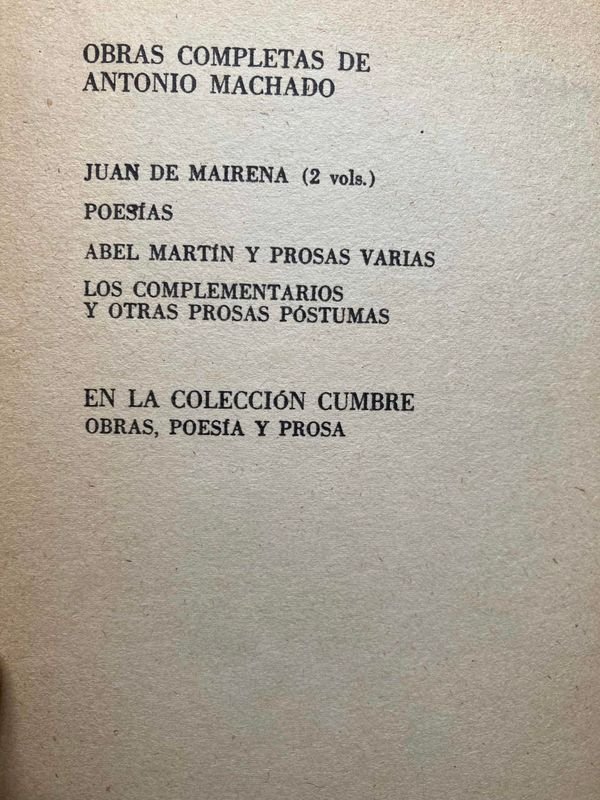 OBRAS COMPLETAS DE
ANTONIO MACHADO
JUAN DE MAIRENA (2 vols.)
POESÍAS
ABEL MARTÍN Y PROSAS VARIAS
LOS COMPLEMENTARIOS
Y OTRAS PROSAS PÓSTUMAS
EN LA COLECCIÓN CUMBRE
OBRAS, POESÍA Y PROSA